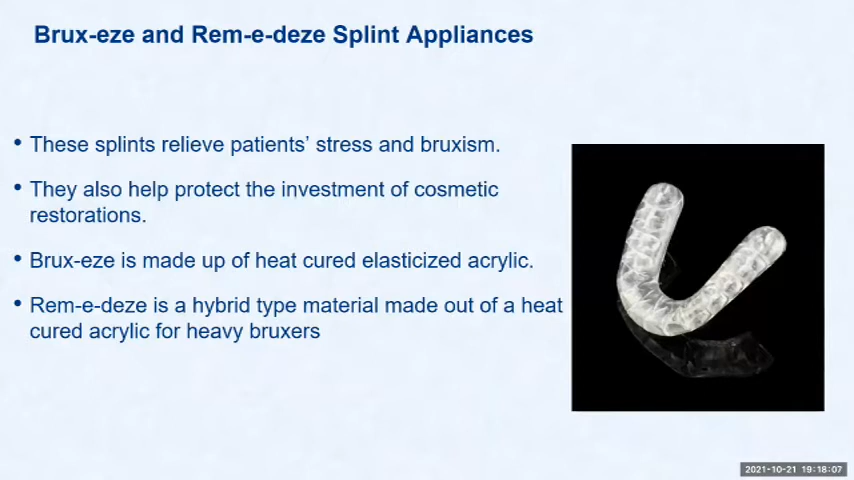 Brux-eze and Rem-e-deze Splint Appliances
• These splints relieve patients’ stress and bruxism.
• They also help protect the investment of cosmetic
restorations.
• Brux-eze is made up of heat cured elasticized acrylic.
• Rem-e-deze is a hybrid type material made out of a heat
cured acrylic for heavy bruxers
2021-10-21 19:18:07